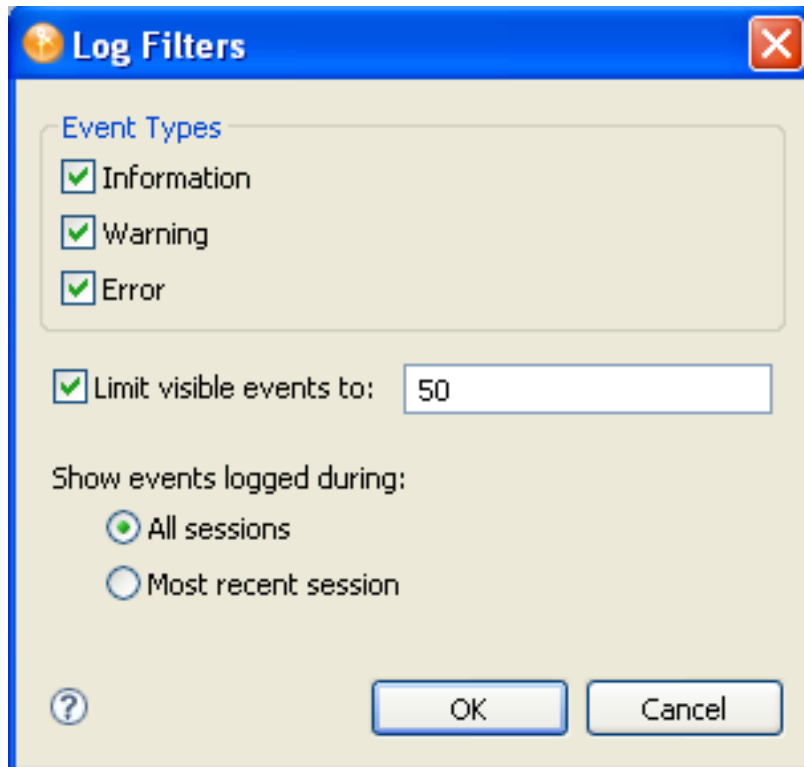 Log Filters
Event Types
Information
Warning
Error
Limit visible events to: 50
Show events logged during:
All sessions
Most recent session
? OK Cancel